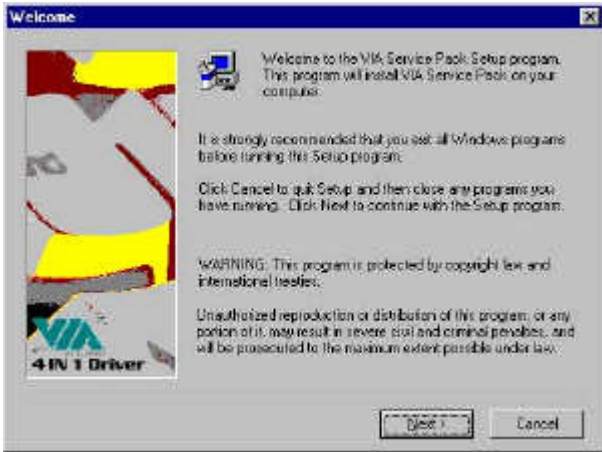 Welcome
Welcome to the VIA Service Pack Setup program.
This program will install VIA Service Pack on your
computer.
It is strongly recommended that you exit all Windows programs
before running this Setup program.
Click Cancel to quit Setup and then close any programs you
have running. Click Next to continue with the Setup program.
WARNING: This program is protected by copyright law and
international treaties.
Unauthorized reproduction or distribution of this program, or any
portion of it, may result in severe civil and criminal penalties, and
will be prosecuted to the maximum extent possible under law.
VIA
4 IN 1 Driver
Next >
Cancel